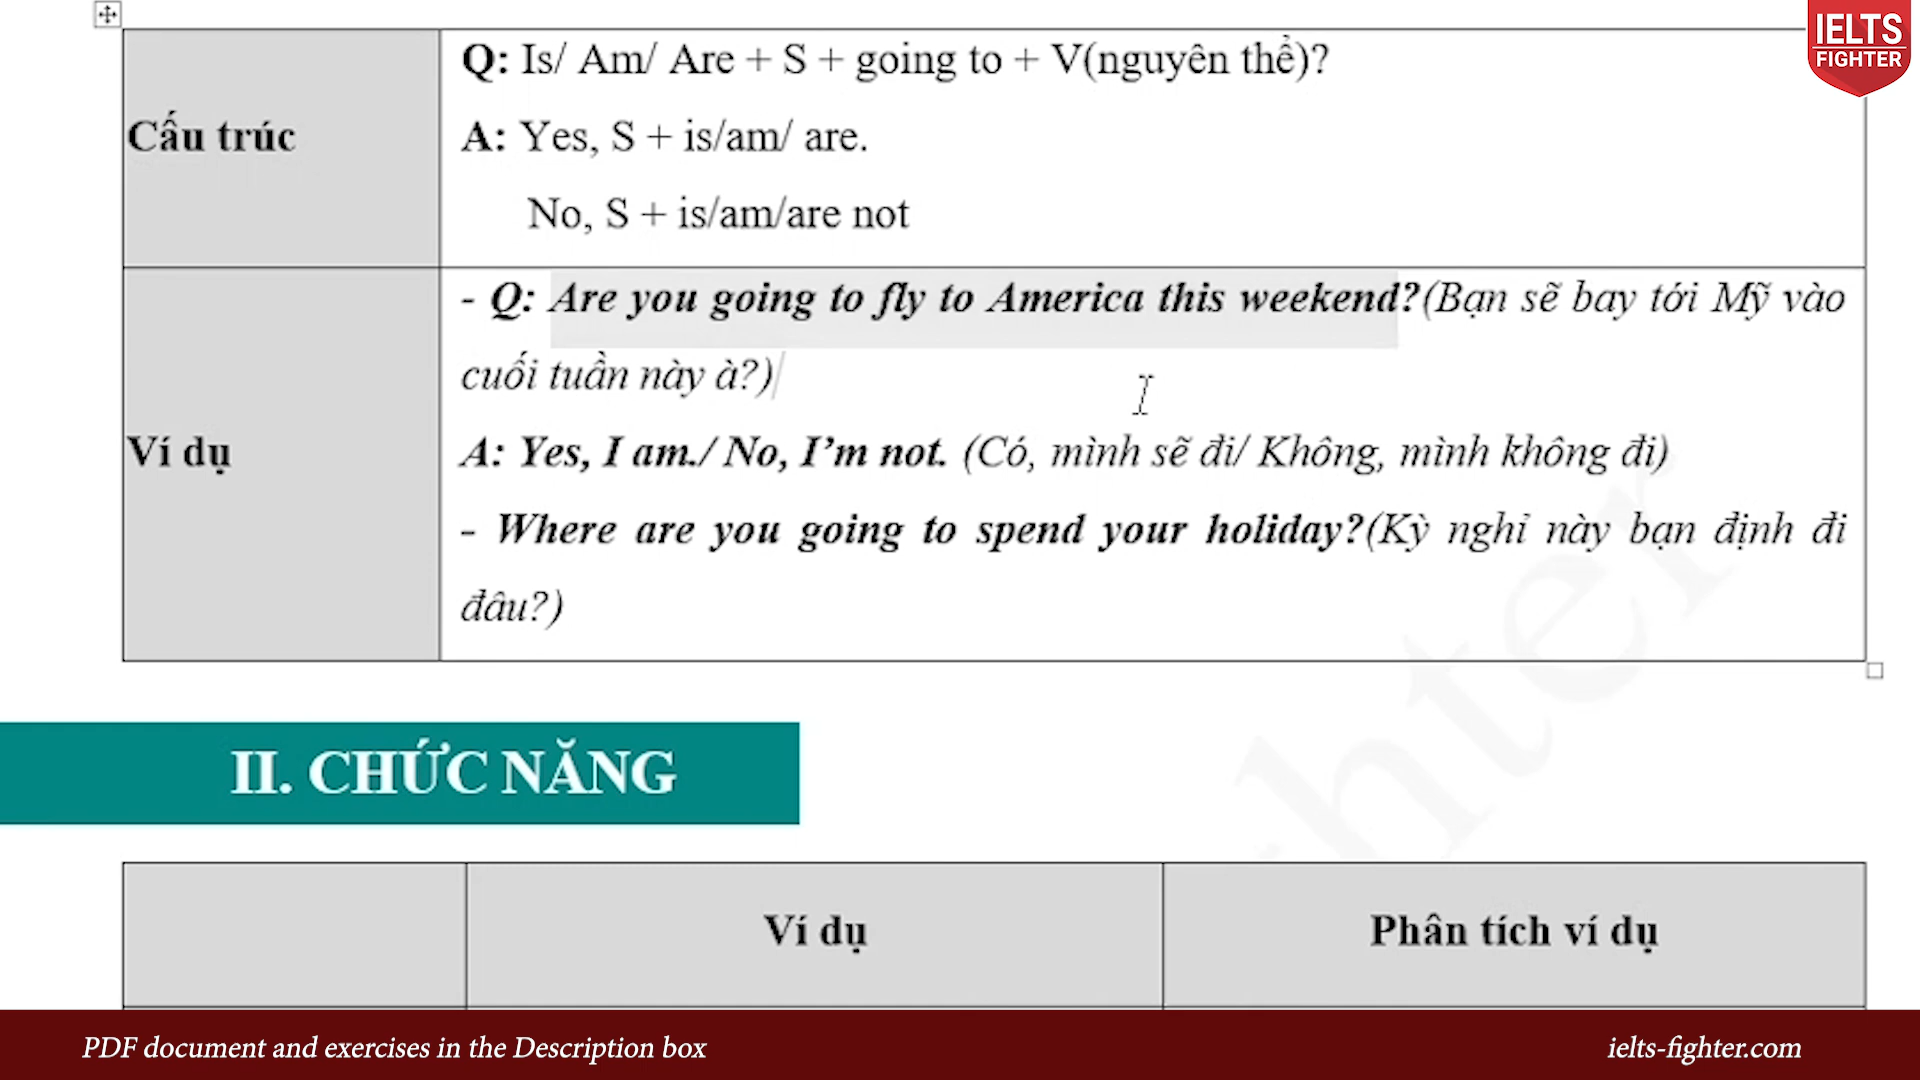 IELTS
FIGHTER
Q: Is/ Am/ Are + S + going to + V(nguyên thể)?
Cấu trúc
A: Yes, S + is/am/ are.
No, S + is/am/are not
- Q: Are you going to fly to America this weekend?(Bạn sẽ bay tới Mỹ vào
cuối tuần này à?)
Ví dụ
A: Yes, I am./ No, I’m not. (Có, mình sẽ đi/ Không, mình không đi)
- Where are you going to spend your holiday?(Kỳ nghỉ này bạn định đi
đâu?)
II. CHỨC NĂNG
Ví dụ
Phân tích ví dụ
PDF document and exercises in the Description box
ielts-fighter.com